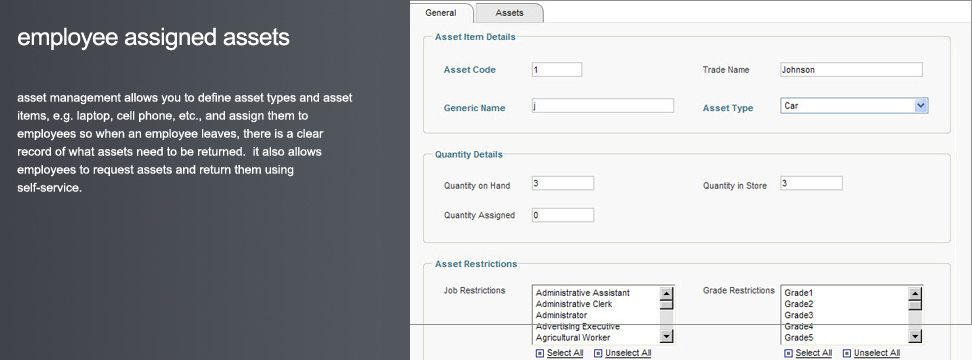 employee assigned assets
asset management allows you to define asset types and asset
items, e.g. laptop, cell phone, etc., and assign them to
employees so when an employee leaves, there is a clear
record of what assets need to be returned.  it also allows
employees to request assets and return them using
self-service.
General Assets
Asset Item Details
Asset Code 1 Trade Name Johnson
Generic Name j Asset Type Car
Quantity Details
Quantity on Hand 3 Quantity in Store 3
Quantity Assigned 0
Asset Restrictions
Job Restrictions Administrative Assistant Grade Restrictions Grade1
Administrative Clerk Grade2
Administrator Grade3
Advertising Executive Grade4
Agricultural Worker Grade5
Select All Unselect All Select All Unselect All